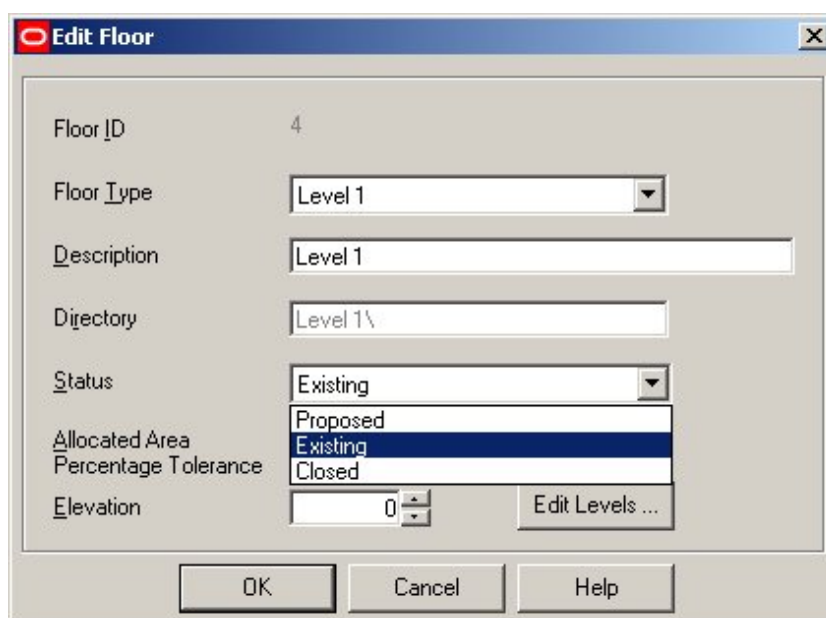 Edit Floor
Floor ID 4
Floor Type Level 1
Description Level 1
Directory Level 1\
Status Existing
Proposed
Existing
Closed
Allocated Area
Percentage Tolerance
Elevation 0 Edit Levels ...
OK Cancel Help